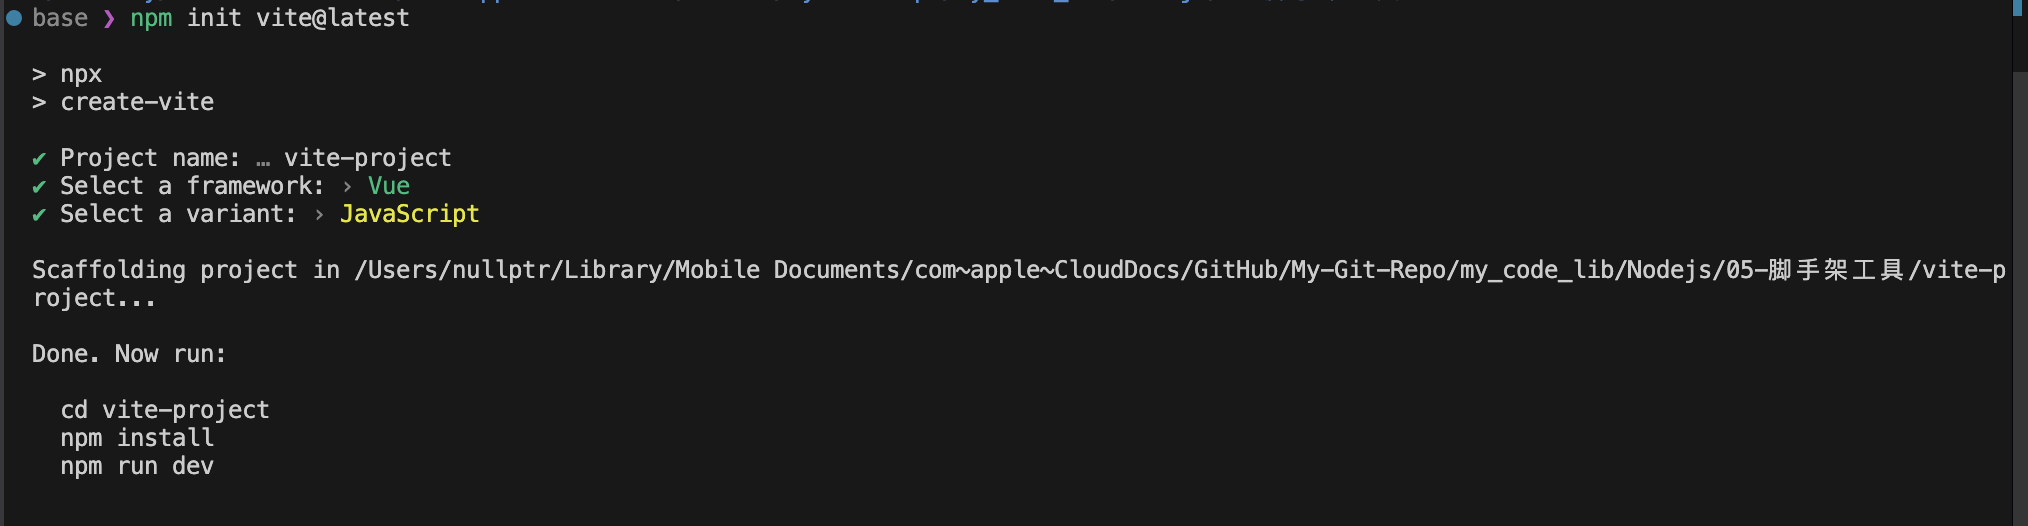 base ❯ npm init vite@latest
> npx
> create-vite
✔ Project name: … vite-project
✔ Select a framework: › Vue
✔ Select a variant: › JavaScript
Scaffolding project in /Users/nullptr/Library/Mobile Documents/com~apple~CloudDocs/GitHub/My-Git-Repo/my_code_lib/Nodejs/05-脚手架工具/vite-p
roject...
Done. Now run:
cd vite-project
npm install
npm run dev